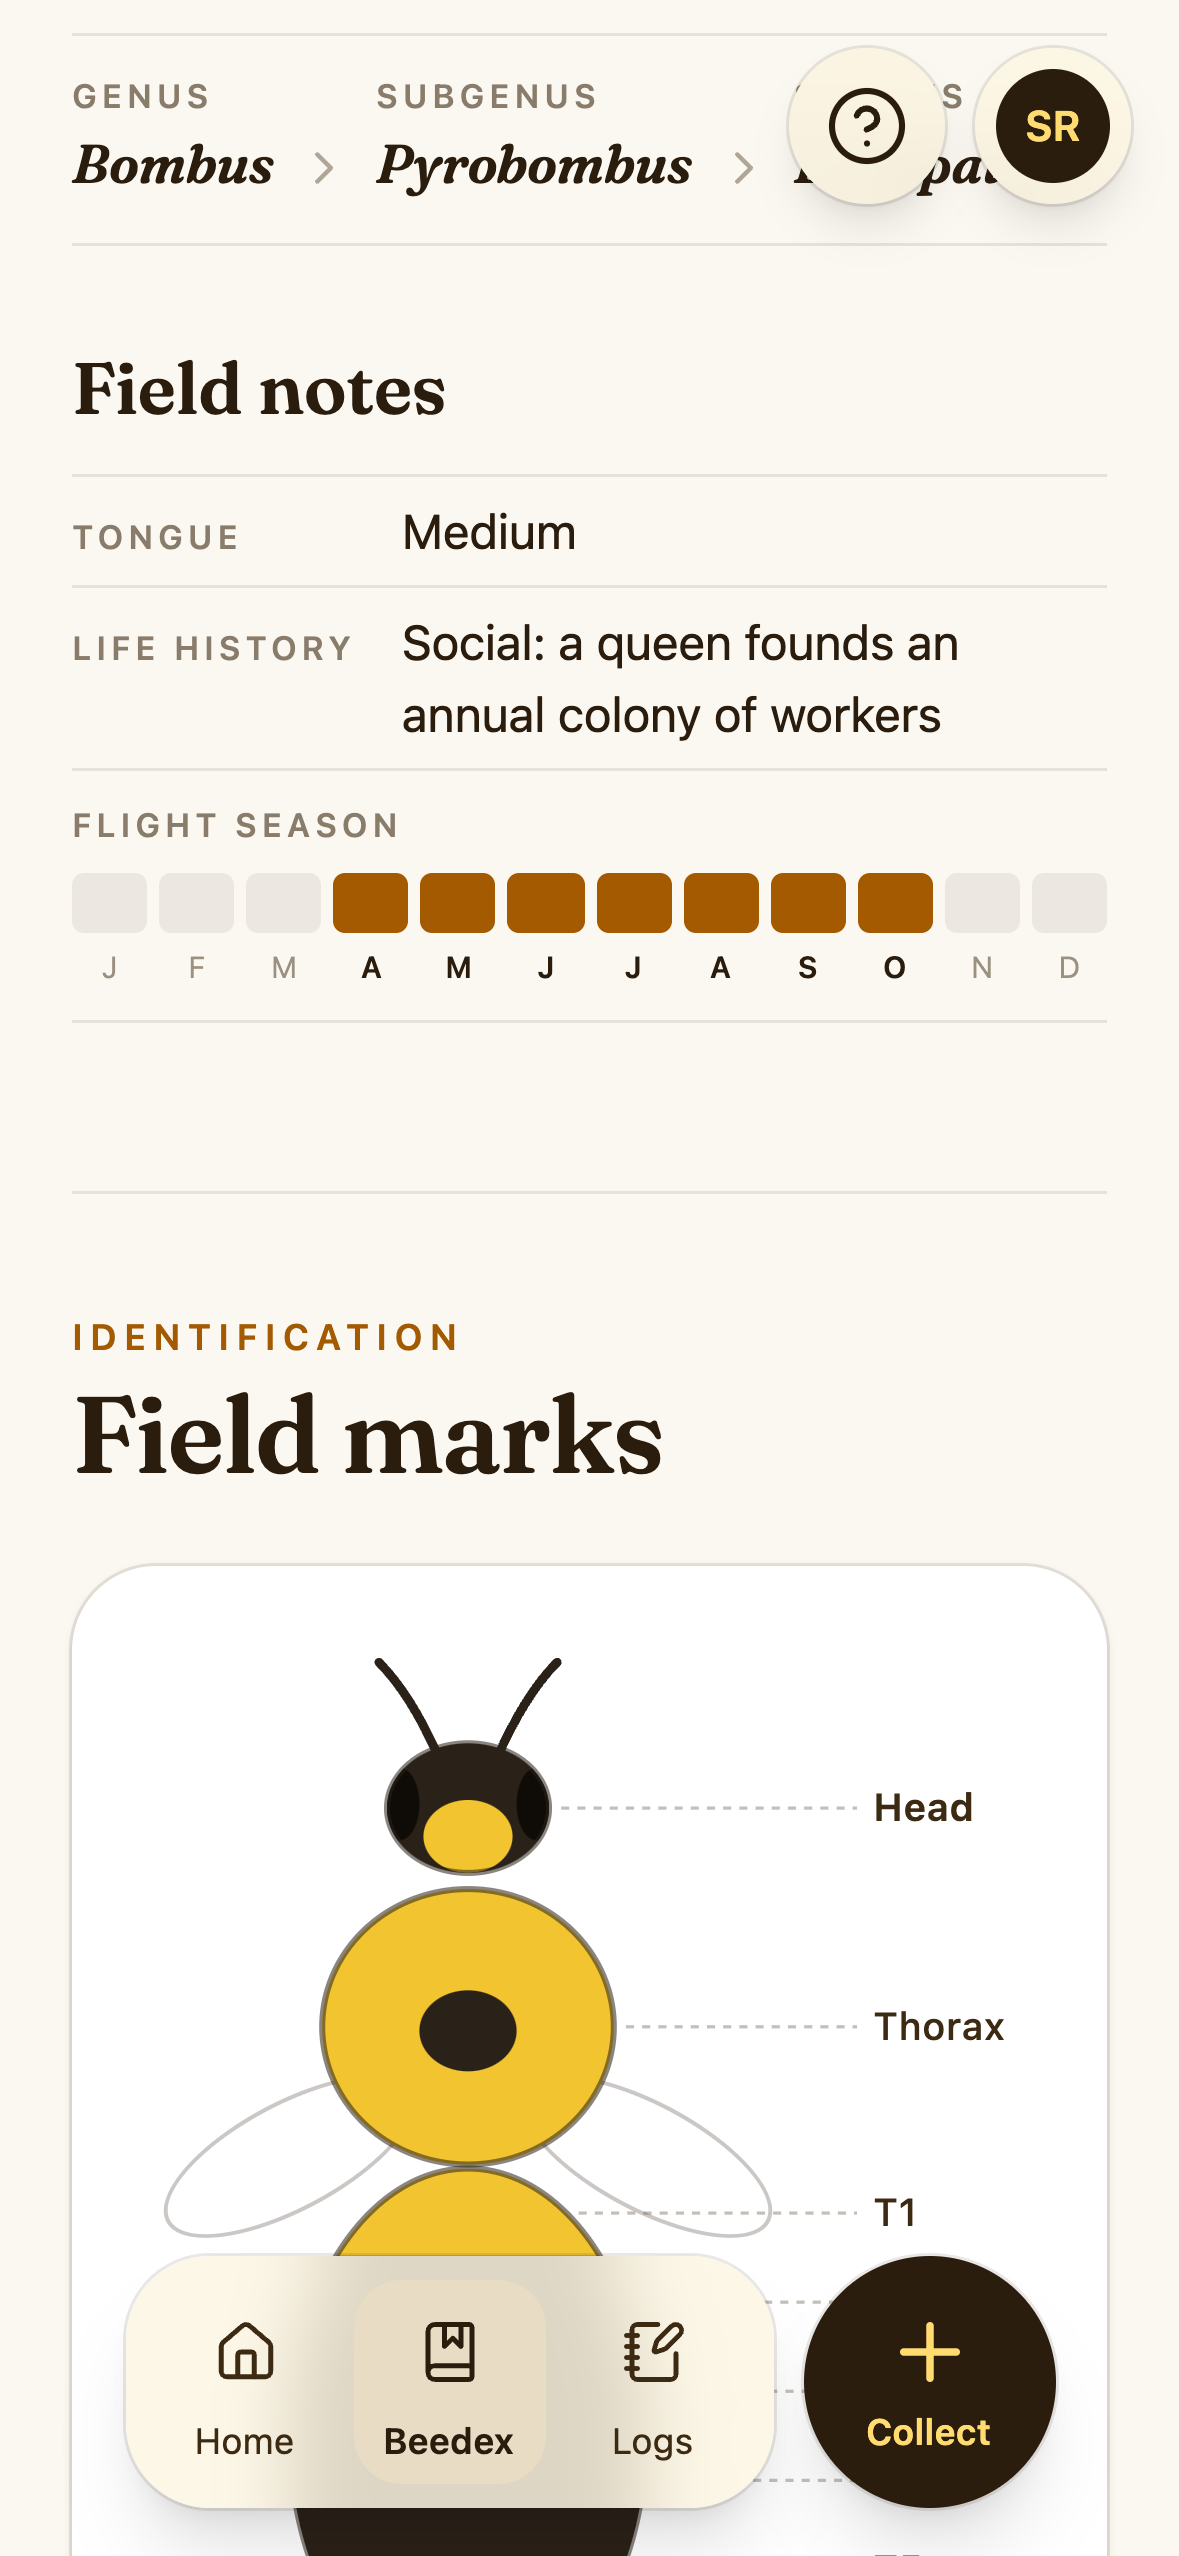 GENUS SUBGENUS
Bombus Pyrobombus
SR
Field notes
TONGUE Medium
LIFE HISTORY Social: a queen founds an
annual colony of workers
FLIGHT SEASON
J F M A M J J A S O N D
IDENTIFICATION
Field marks
Head
Thorax
T1
Home Beedex Logs Collect